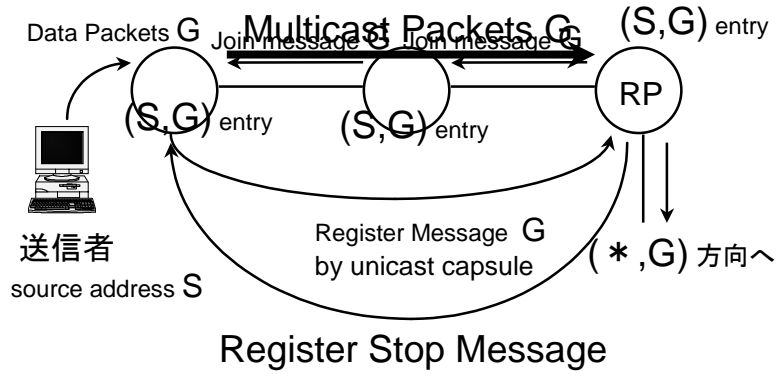 Multicast Packets G
(S,G) entry
Data Packets G
Join message G
Join message G
RP
(S,G) entry
(S,G) entry
送信者
source address S
Register Message G
by unicast capsule
(＊,G) 方向へ
Register Stop Message